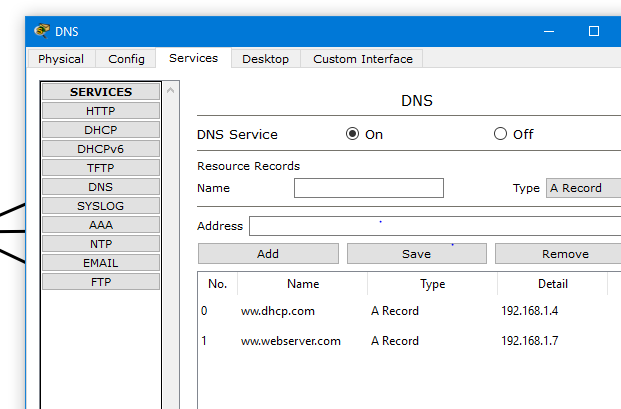 DNS
Physical Config Services Desktop Custom Interface
SERVICES
HTTP
DHCP
DHCPv6
TFTP
DNS
SYSLOG
AAA
NTP
EMAIL
FTP
DNS
DNS Service On Off
Resource Records
Name Type A Record
Address
Add Save Remove
No. Name Type Detail
0 ww.dhcp.com A Record 192.168.1.4
1 ww.webserver.com A Record 192.168.1.7